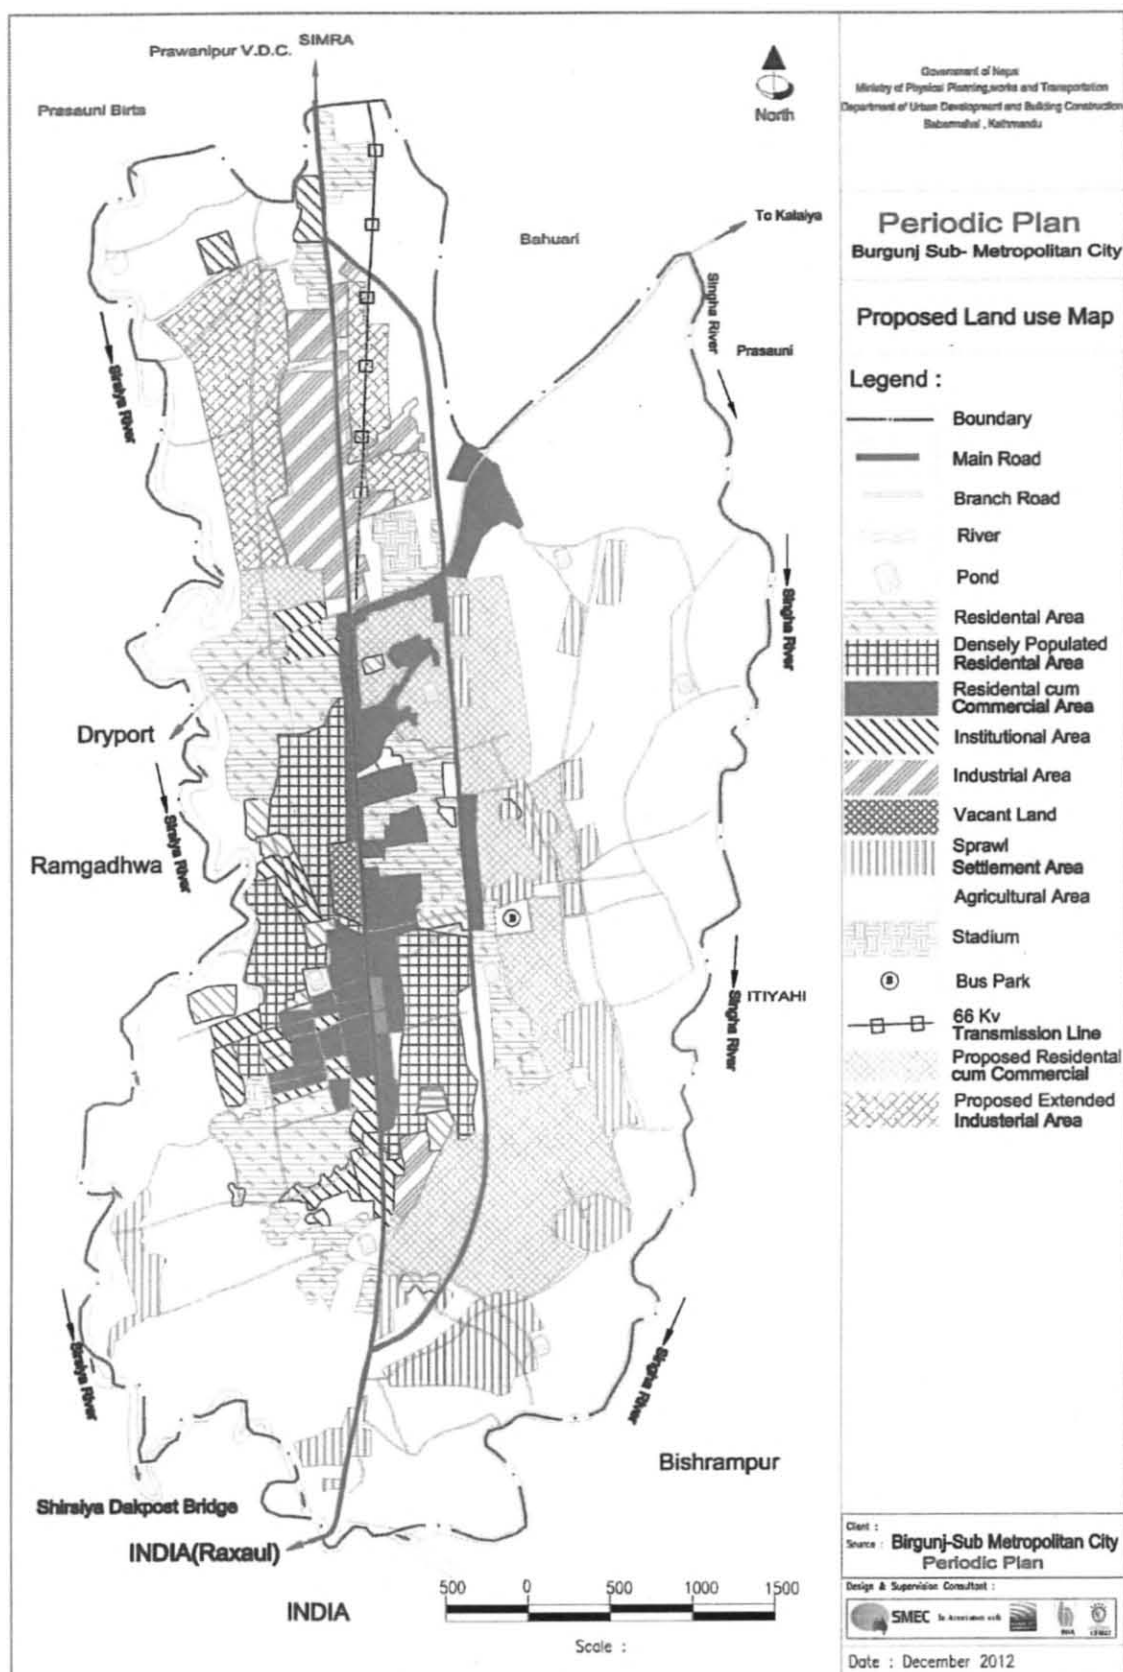 SIMRA
Prawanipur V.D.C.
Prasauni Birta
North
To Kalaiya
Bahuari
Singha River
Prasauni
Sirsiya River
Singha River
Dryport
Sirsiya River
Ramgadhwa
B
Singha River
ITIYAHI
Sirsiya River
Singha River
Bishrampur
Shirsiya Dakpost Bridge
INDIA(Raxaul)
INDIA
500 0 500 1000 1500
Scale :
Government of Nepal
Ministry of Physical Planning,works and Transportation
Department of Urban Development and Building Construction
Babarmahal , Kathmandu
Periodic Plan
Burgunj Sub- Metropolitan City
Proposed Land use Map
Legend :
Boundary
Main Road
Branch Road
River
Pond
Residental Area
Densely Populated
Residental Area
Residental cum
Commercial Area
Institutional Area
Industrial Area
Vacant Land
Sprawl
Settlement Area
Agricultural Area
Stadium
B Bus Park
66 Kv
Transmission Line
Proposed Residental
cum Commercial
Proposed Extended
Industerial Area
Client :
Source : Birgunj-Sub Metropolitan City
Periodic Plan
Design & Supervision Consultant :
SMEC
Date : December 2012